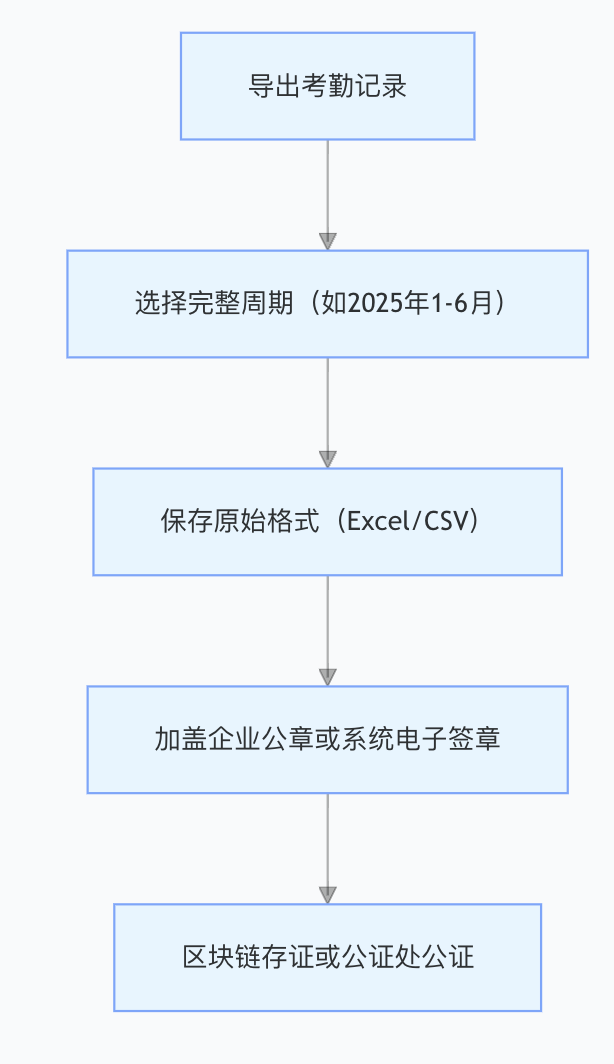 导出考勤记录
选择完整周期（如2025年1-6月）
保存原始格式（Excel/CSV）
加盖企业公章或系统电子签章
区块链存证或公证处公证